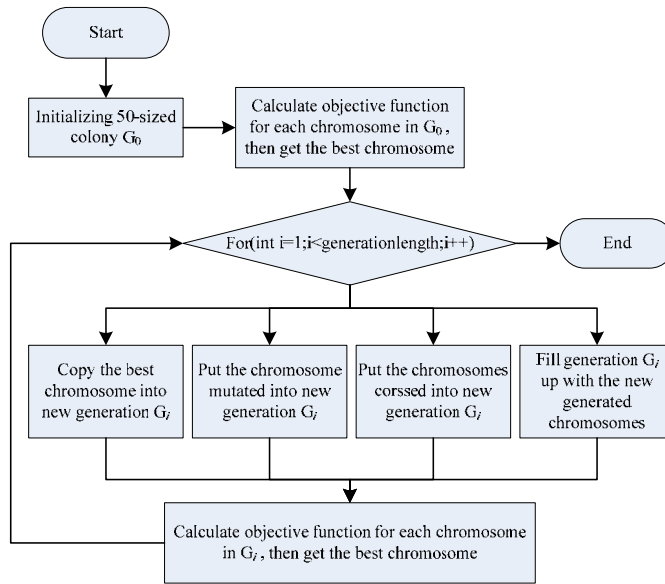 Start
Initializing 50-sized
colony G0
Calculate objective function
for each chromosome in G0 ,
then get the best chromosome
For(int i=1;i<generationlength;i++)
End
Copy the best
chromosome into
new generation Gi
Put the chromosome
mutated into new
generation Gi
Put the chromosomes
corssed into new
generation Gi
Fill generation Gi
up with the new
generated
chromosomes
Calculate objective function for each chromosome
in Gi , then get the best chromosome